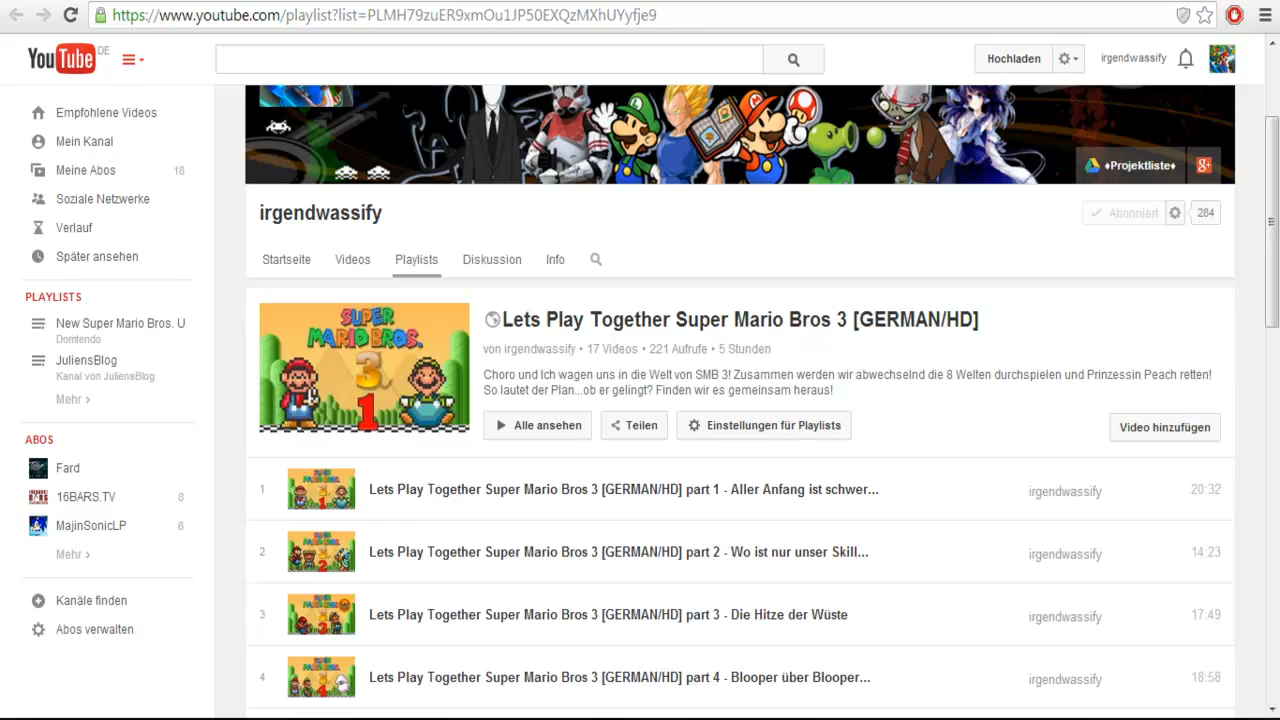 https://www.youtube.com/playlist?list=PLMH79zuER9xmOu1JP50EXQzMXhUYyfje9
YouTube DE
Hochladen
irgendwassify
Empfohlene Videos
Mein Kanal
Meine Abos 18
Soziale Netzwerke
Verlauf
Später ansehen
PLAYLISTS
New Super Mario Bros. U
Domtendo
JuliensBlog
Kanal von JuliensBlog
Mehr ›
ABOS
Fard
16BARS.TV 8
MajinSonicLP 6
Mehr ›
Kanäle finden
Abos verwalten
♦Projektliste♦
g+
irgendwassify
Abonniert 284
Startseite Videos Playlists Diskussion Info
SUPER
MARIO BROS.
3
1
Lets Play Together Super Mario Bros 3 [GERMAN/HD]
von irgendwassify • 17 Videos • 221 Aufrufe • 5 Stunden
Choro und Ich wagen uns in die Welt von SMB 3! Zusammen werden wir abwechselnd die 8 Welten durchspielen und Prinzessin Peach retten!
So lautet der Plan...ob er gelingt? Finden wir es gemeinsam heraus!
Alle ansehen Teilen Einstellungen für Playlists Video hinzufügen
1 Lets Play Together Super Mario Bros 3 [GERMAN/HD] part 1 - Aller Anfang ist schwer... irgendwassify 20:32
2 Lets Play Together Super Mario Bros 3 [GERMAN/HD] part 2 - Wo ist nur unser Skill... irgendwassify 14:23
3 Lets Play Together Super Mario Bros 3 [GERMAN/HD] part 3 - Die Hitze der Wüste irgendwassify 17:49
4 Lets Play Together Super Mario Bros 3 [GERMAN/HD] part 4 - Blooper über Blooper... irgendwassify 18:58